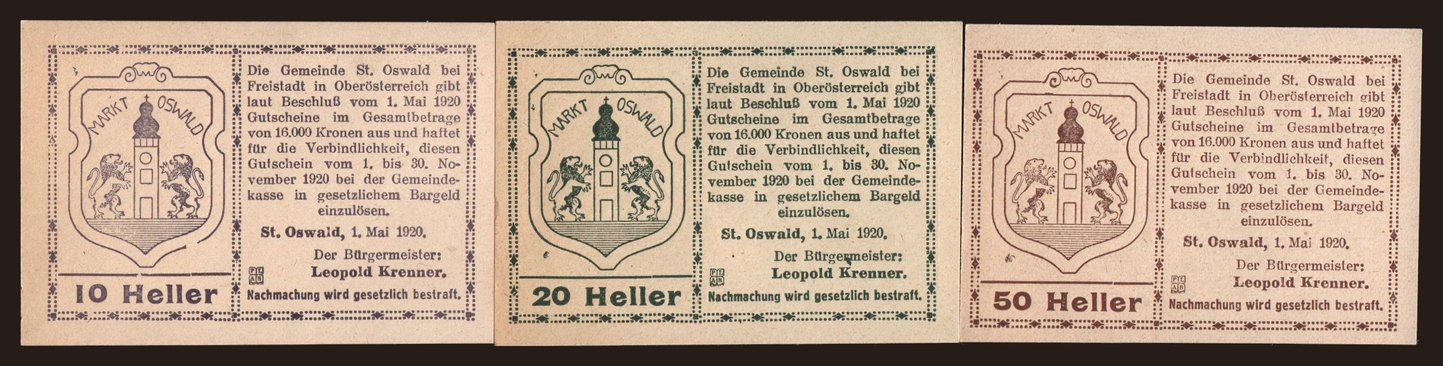 MARKT OSWALD
10 Heller
Die Gemeinde St. Oswald bei
Freistadt in Oberösterreich gibt
laut Beschluß vom 1. Mai 1920
Gutscheine im Gesamtbetrage
von 16.000 Kronen aus und haftet
für die Verbindlichkeit, diesen
Gutschein vom 1. bis 30. No-
vember 1920 bei der Gemeinde-
kasse in gesetzlichem Bargeld
einzulösen.
St. Oswald, 1. Mai 1920.
Der Bürgermeister:
Leopold Krenner.
Nachmachung wird gesetzlich bestraft.
MARKT OSWALD
20 Heller
Die Gemeinde St. Oswald bei
Freistadt in Oberösterreich gibt
laut Beschluß vom 1. Mai 1920
Gutscheine im Gesamtbetrage
von 16.000 Kronen aus und haftet
für die Verbindlichkeit, diesen
Gutschein vom 1. bis 30. No-
vember 1920 bei der Gemeinde-
kasse in gesetzlichem Bargeld
einzulösen.
St. Oswald, 1. Mai 1920.
Der Bürgermeister:
Leopold Krenner.
Nachmachung wird gesetzlich bestraft.
MARKT OSWALD
50 Heller
Die Gemeinde St. Oswald bei
Freistadt in Oberösterreich gibt
laut Beschluß vom 1. Mai 1920
Gutscheine im Gesamtbetrage
von 16.000 Kronen aus und haftet
für die Verbindlichkeit, diesen
Gutschein vom 1. bis 30. No-
vember 1920 bei der Gemeinde-
kasse in gesetzlichem Bargeld
einzulösen.
St. Oswald, 1. Mai 1920.
Der Bürgermeister:
Leopold Krenner.
Nachmachung wird gesetzlich bestraft.